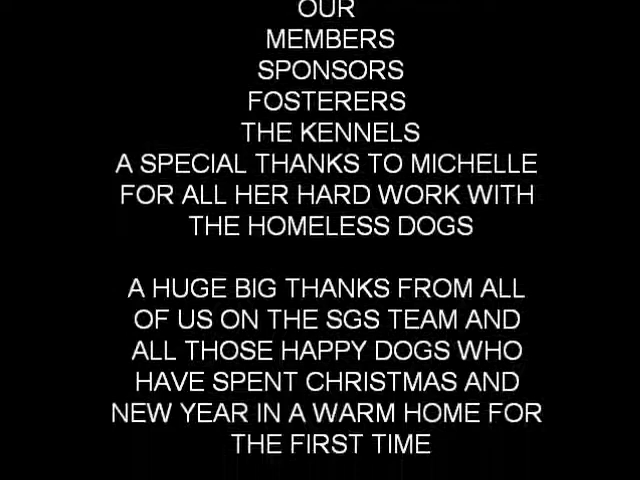 OUR
MEMBERS
SPONSORS
FOSTERERS
THE KENNELS
A SPECIAL THANKS TO MICHELLE
FOR ALL HER HARD WORK WITH
THE HOMELESS DOGS
A HUGE BIG THANKS FROM ALL
OF US ON THE SGS TEAM AND
ALL THOSE HAPPY DOGS WHO
HAVE SPENT CHRISTMAS AND
NEW YEAR IN A WARM HOME FOR
THE FIRST TIME